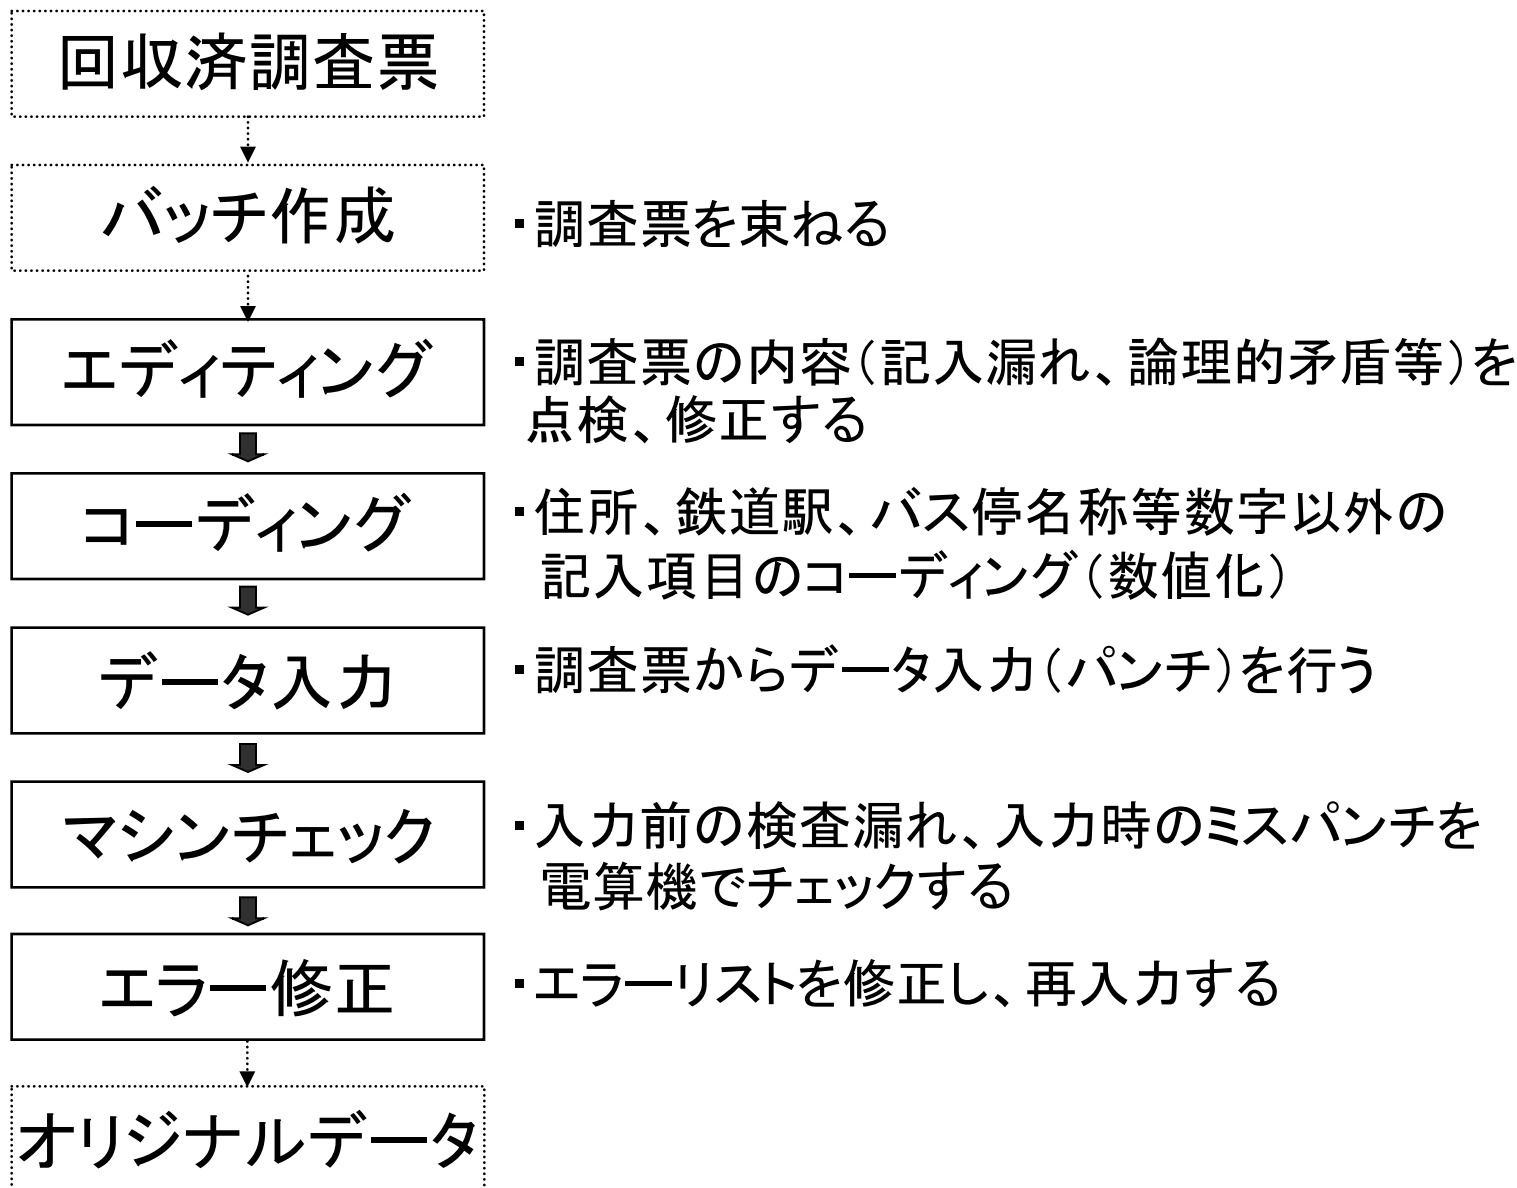 回収済調査票
バッチ作成
・調査票を束ねる
エディティング
・調査票の内容（記入漏れ、論理的矛盾等）を
点検、修正する
コーディング
・住所、鉄道駅、バス停名称等数字以外の
記入項目のコーディング（数値化）
データ入力
・調査票からデータ入力（パンチ）を行う
マシンチェック
・入力前の検査漏れ、入力時のミスパンチを
電算機でチェックする
エラー修正
・エラーリストを修正し、再入力する
オリジナルデータ